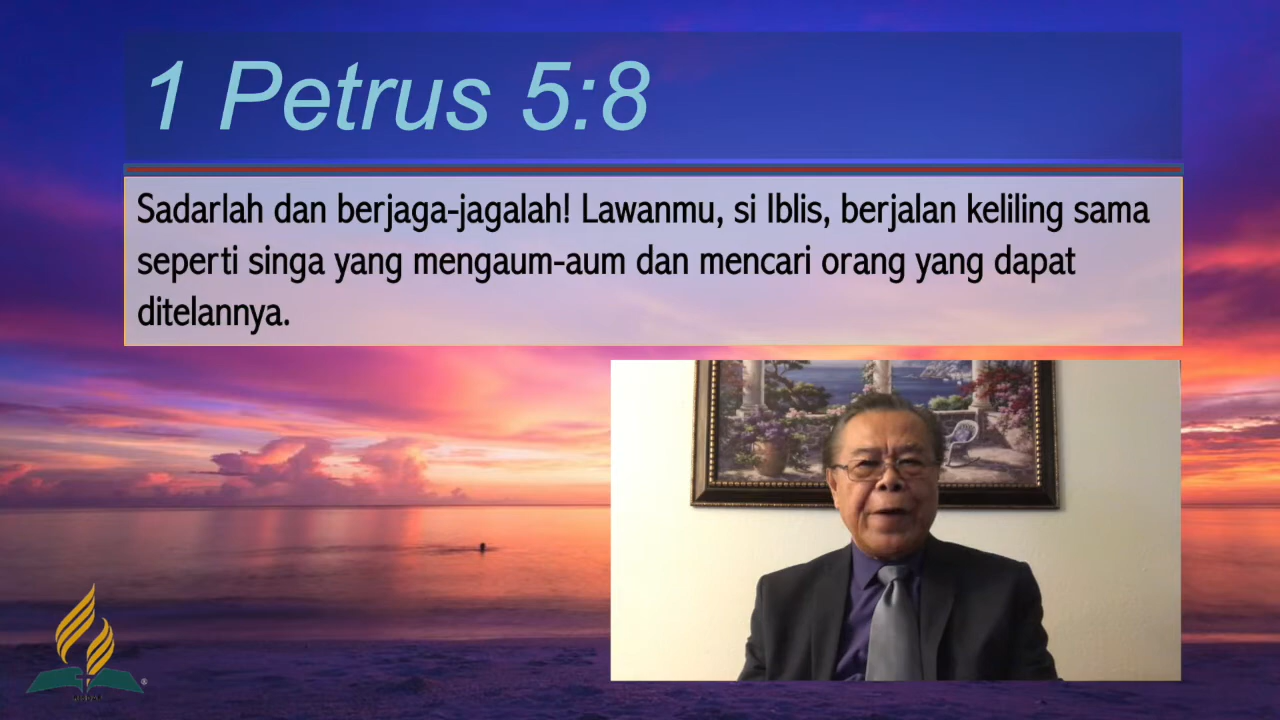 1 Petrus 5:8
Sadarlah dan berjaga-jagalah! Lawanmu, si Iblis, berjalan keliling sama
seperti singa yang mengaum-aum dan mencari orang yang dapat
ditelannya.
®